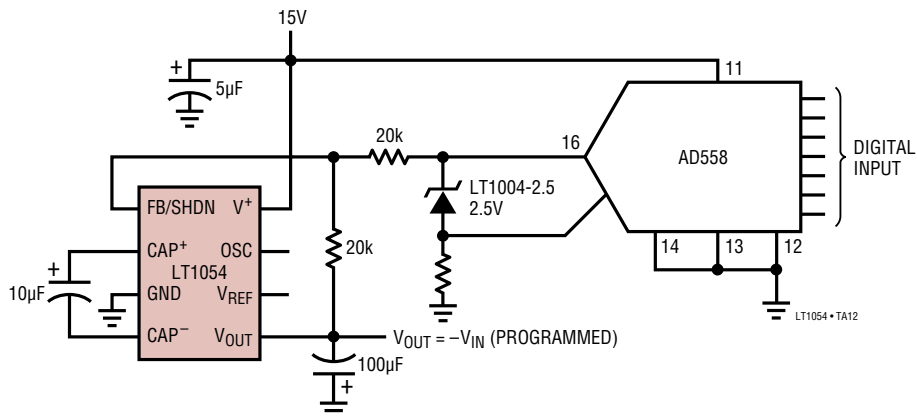 15V
+
5µF
11
16
20k
AD558
DIGITAL
INPUT
LT1004-2.5
2.5V
FB/SHDN V⁺
20k
CAP⁺ OSC
LT1054
+
10µF
GND VREF
CAP⁻ VOUT
14 13 12
LT1054 • TA12
VOUT = –VIN (PROGRAMMED)
100µF
+